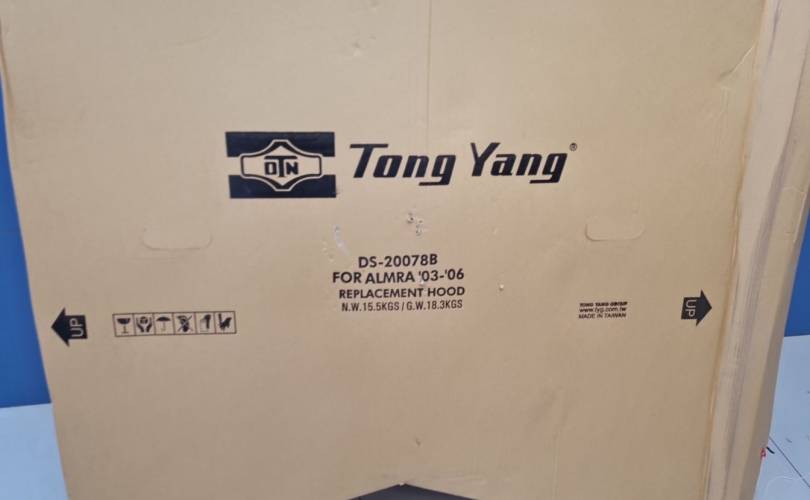 OTN
Tong Yang®
DS-20078B
FOR ALMRA '03-'06
REPLACEMENT HOOD
N.W.15.5KGS / G.W.18.3KGS
UP
TONG YANG GROUP
www.tyg.com.tw
MADE IN TAIWAN
UP